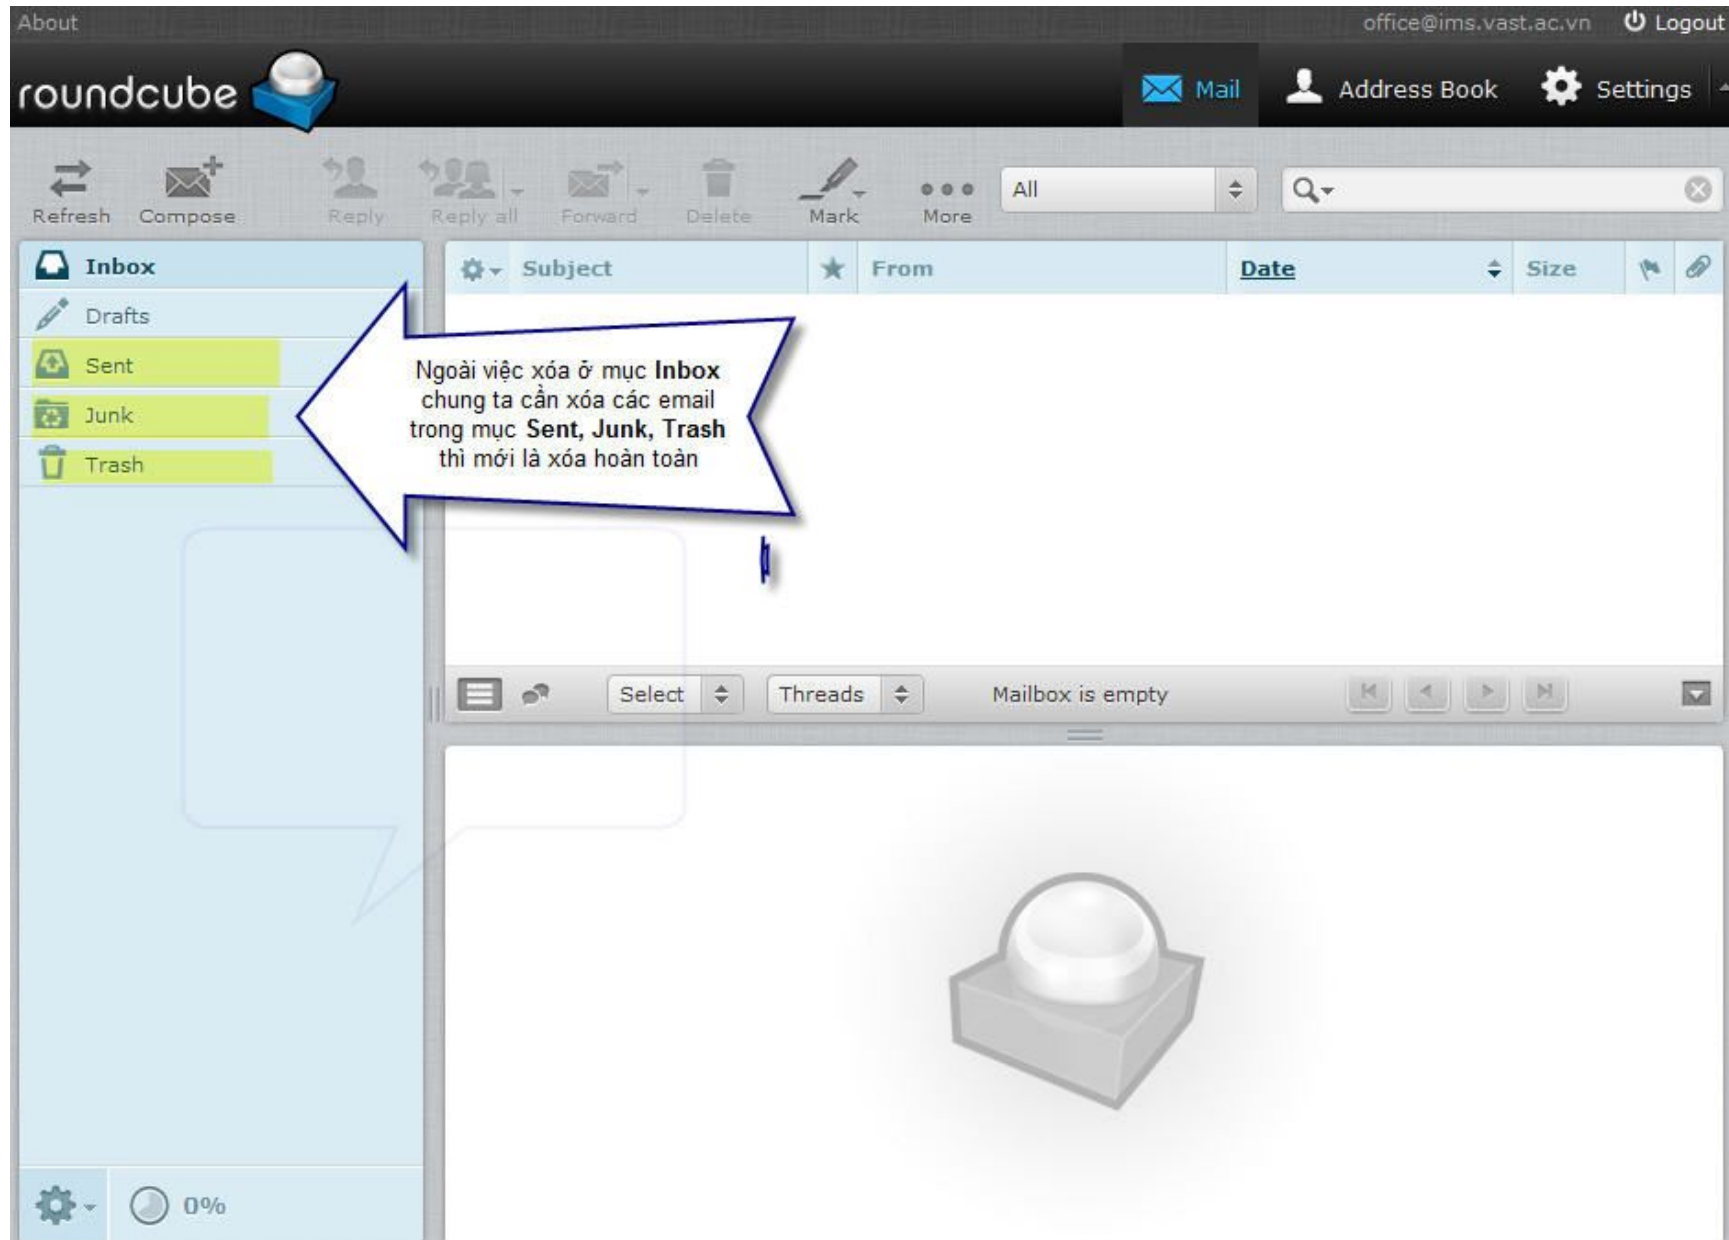 About
office@ims.vast.ac.vn Logout
roundcube
Mail Address Book Settings
Refresh Compose Reply Reply all Forward Delete Mark More
All
Inbox
Drafts
Sent
Junk
Trash
Subject From Date Size
Ngoài việc xóa ở mục Inbox
chung ta cần xóa các email
trong mục Sent, Junk, Trash
thì mới là xóa hoàn toàn
Select Threads Mailbox is empty
0%